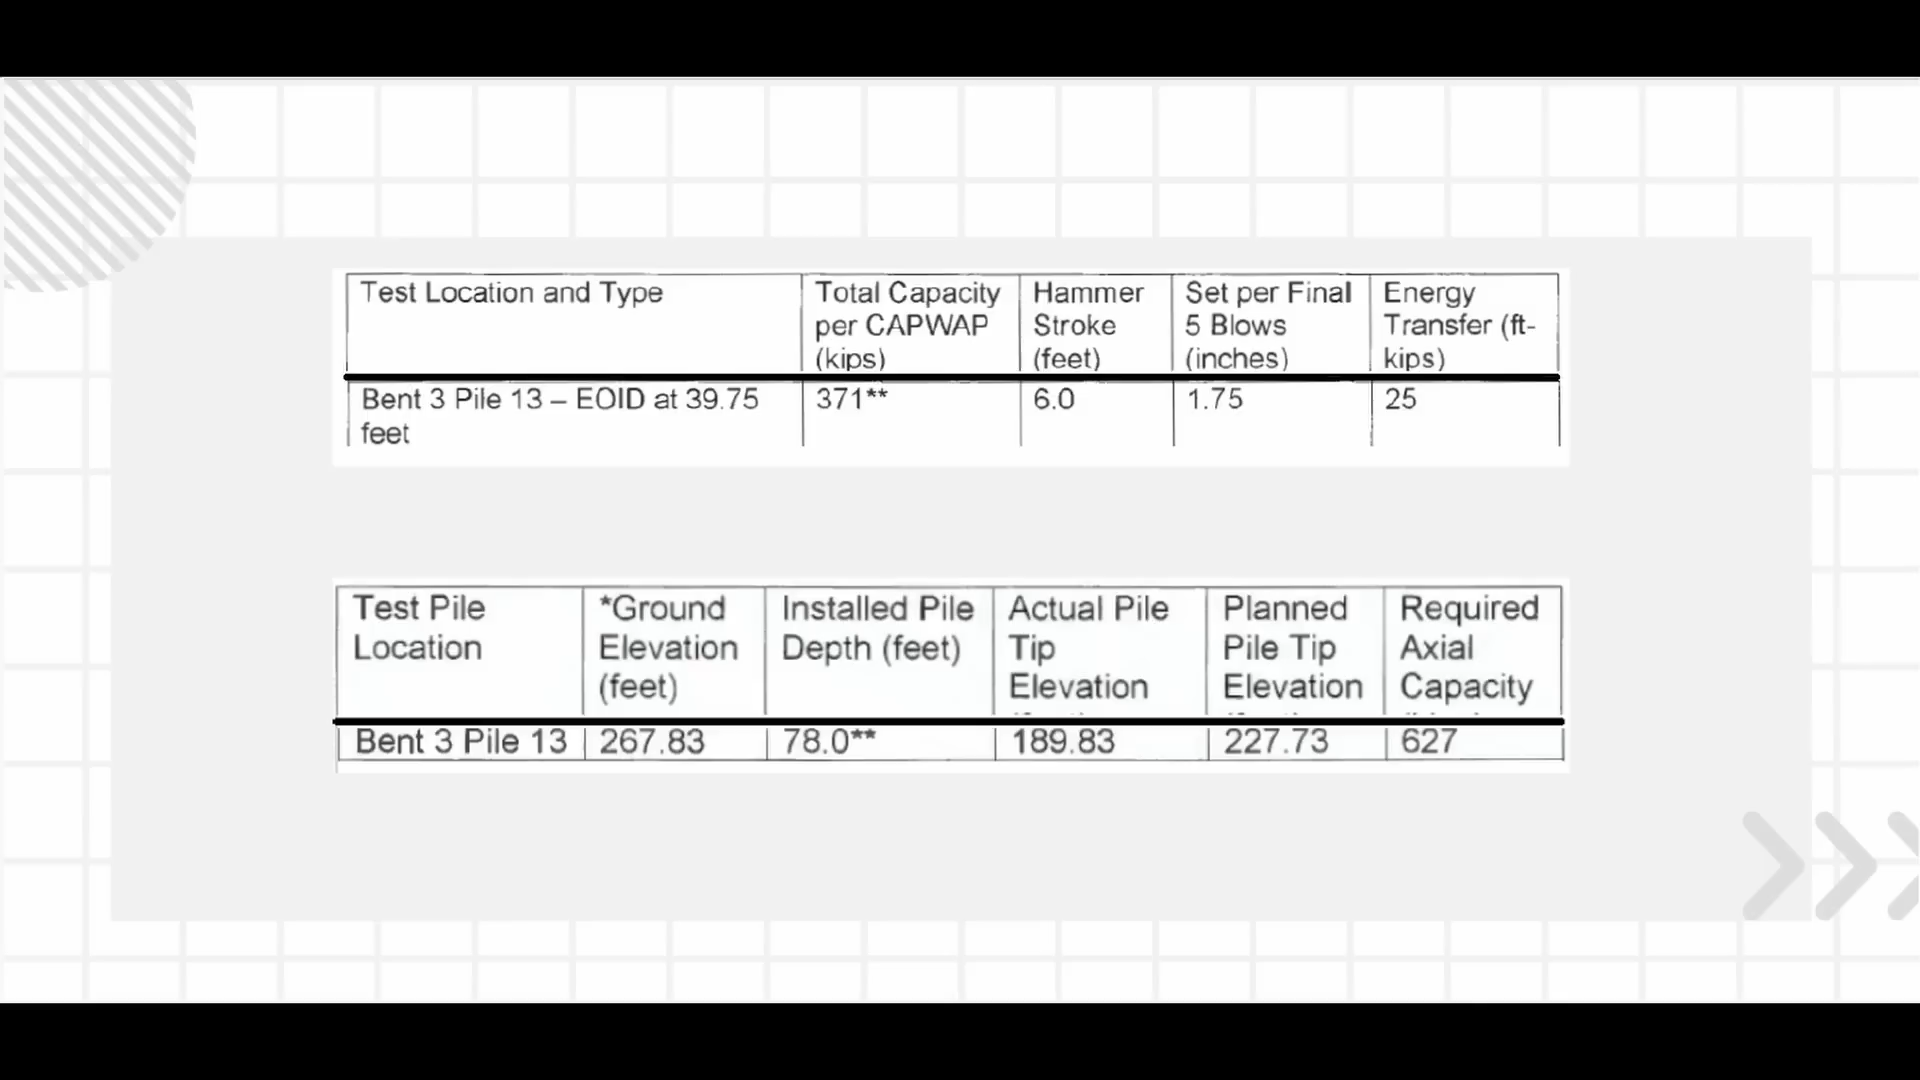 Test Location and Type
Total Capacity
per CAPWAP
(kips)
Hammer
Stroke
(feet)
Set per Final
5 Blows
(inches)
Energy
Transfer (ft-
kips)
Bent 3 Pile 13 – EOID at 39.75
feet
371**
6.0
1.75
25
Test Pile
Location
*Ground
Elevation
(feet)
Installed Pile
Depth (feet)
Actual Pile
Tip
Elevation
Planned
Pile Tip
Elevation
Required
Axial
Capacity
Bent 3 Pile 13
267.83
78.0**
189.83
227.73
627